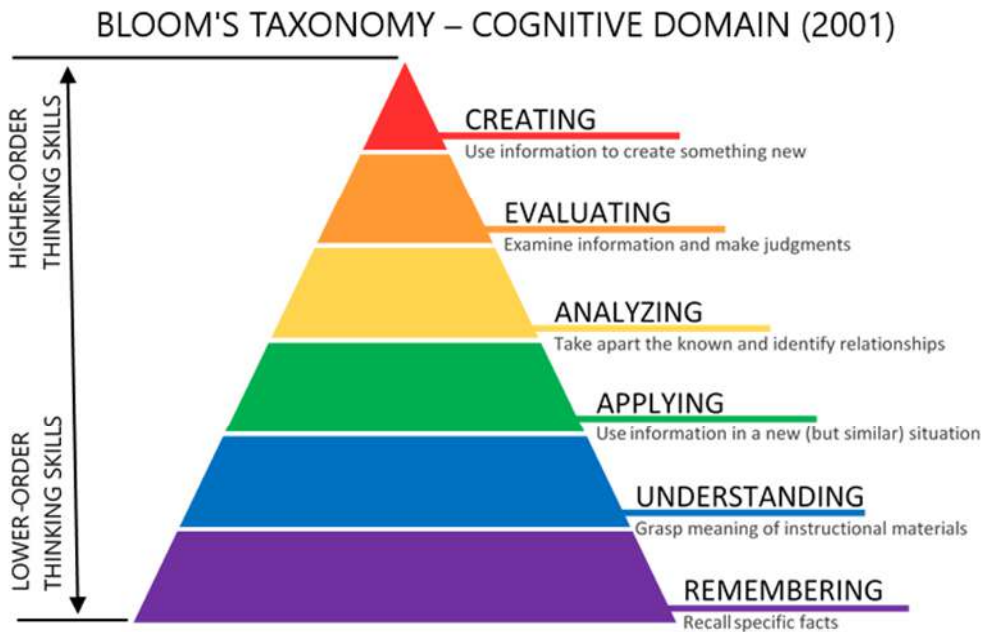 BLOOM'S TAXONOMY – COGNITIVE DOMAIN (2001)
HIGHER-ORDER
THINKING SKILLS
LOWER-ORDER
THINKING SKILLS
CREATING
Use information to create something new
EVALUATING
Examine information and make judgments
ANALYZING
Take apart the known and identify relationships
APPLYING
Use information in a new (but similar) situation
UNDERSTANDING
Grasp meaning of instructional materials
REMEMBERING
Recall specific facts